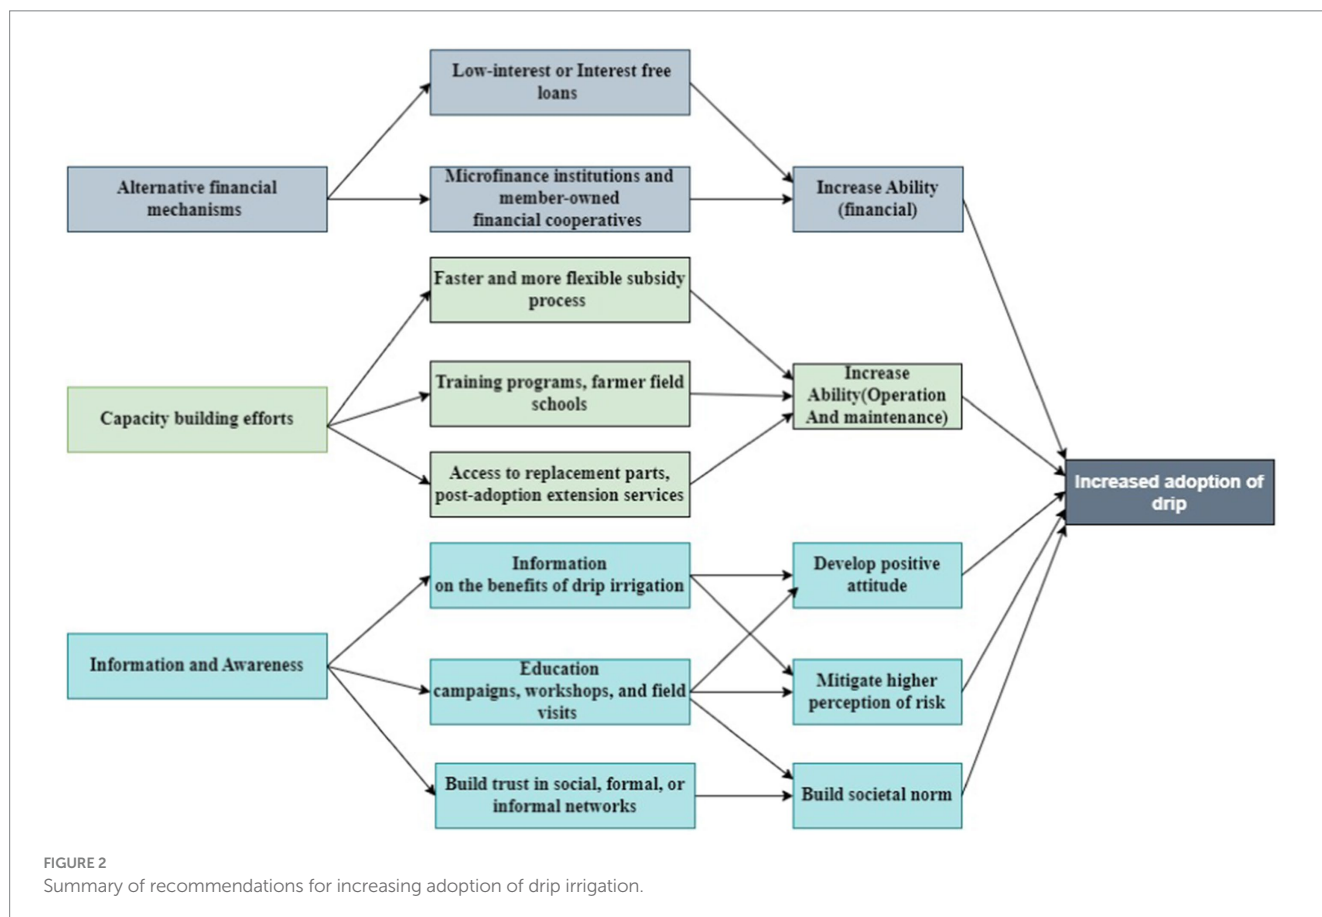 Low-interest or Interest free
loans
Alternative financial
mechanisms
Microfinance institutions and
member-owned
financial cooperatives
Increase Ability
(financial)
Faster and more flexible subsidy
process
Capacity building efforts
Training programs, farmer field
schools
Increase
Ability(Operation
And maintenance)
Access to replacement parts,
post-adoption extension services
Increased adoption of
drip
Information
on the benefits of drip irrigation
Develop positive
attitude
Information and Awareness
Education
campaigns, workshops, and field
visits
Mitigate higher
perception of risk
Build trust in social, formal, or
informal networks
Build societal norm
FIGURE 2
Summary of recommendations for increasing adoption of drip irrigation.